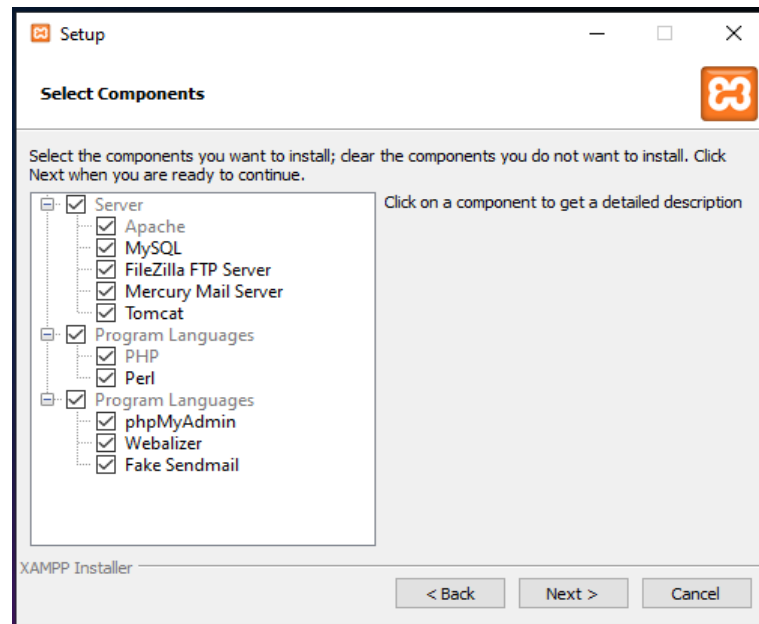 Setup
Select Components
Select the components you want to install; clear the components you do not want to install. Click
Next when you are ready to continue.
Server
Apache
MySQL
FileZilla FTP Server
Mercury Mail Server
Tomcat
Program Languages
PHP
Perl
Program Languages
phpMyAdmin
Webalizer
Fake Sendmail
Click on a component to get a detailed description
XAMPP Installer
< Back
Next >
Cancel